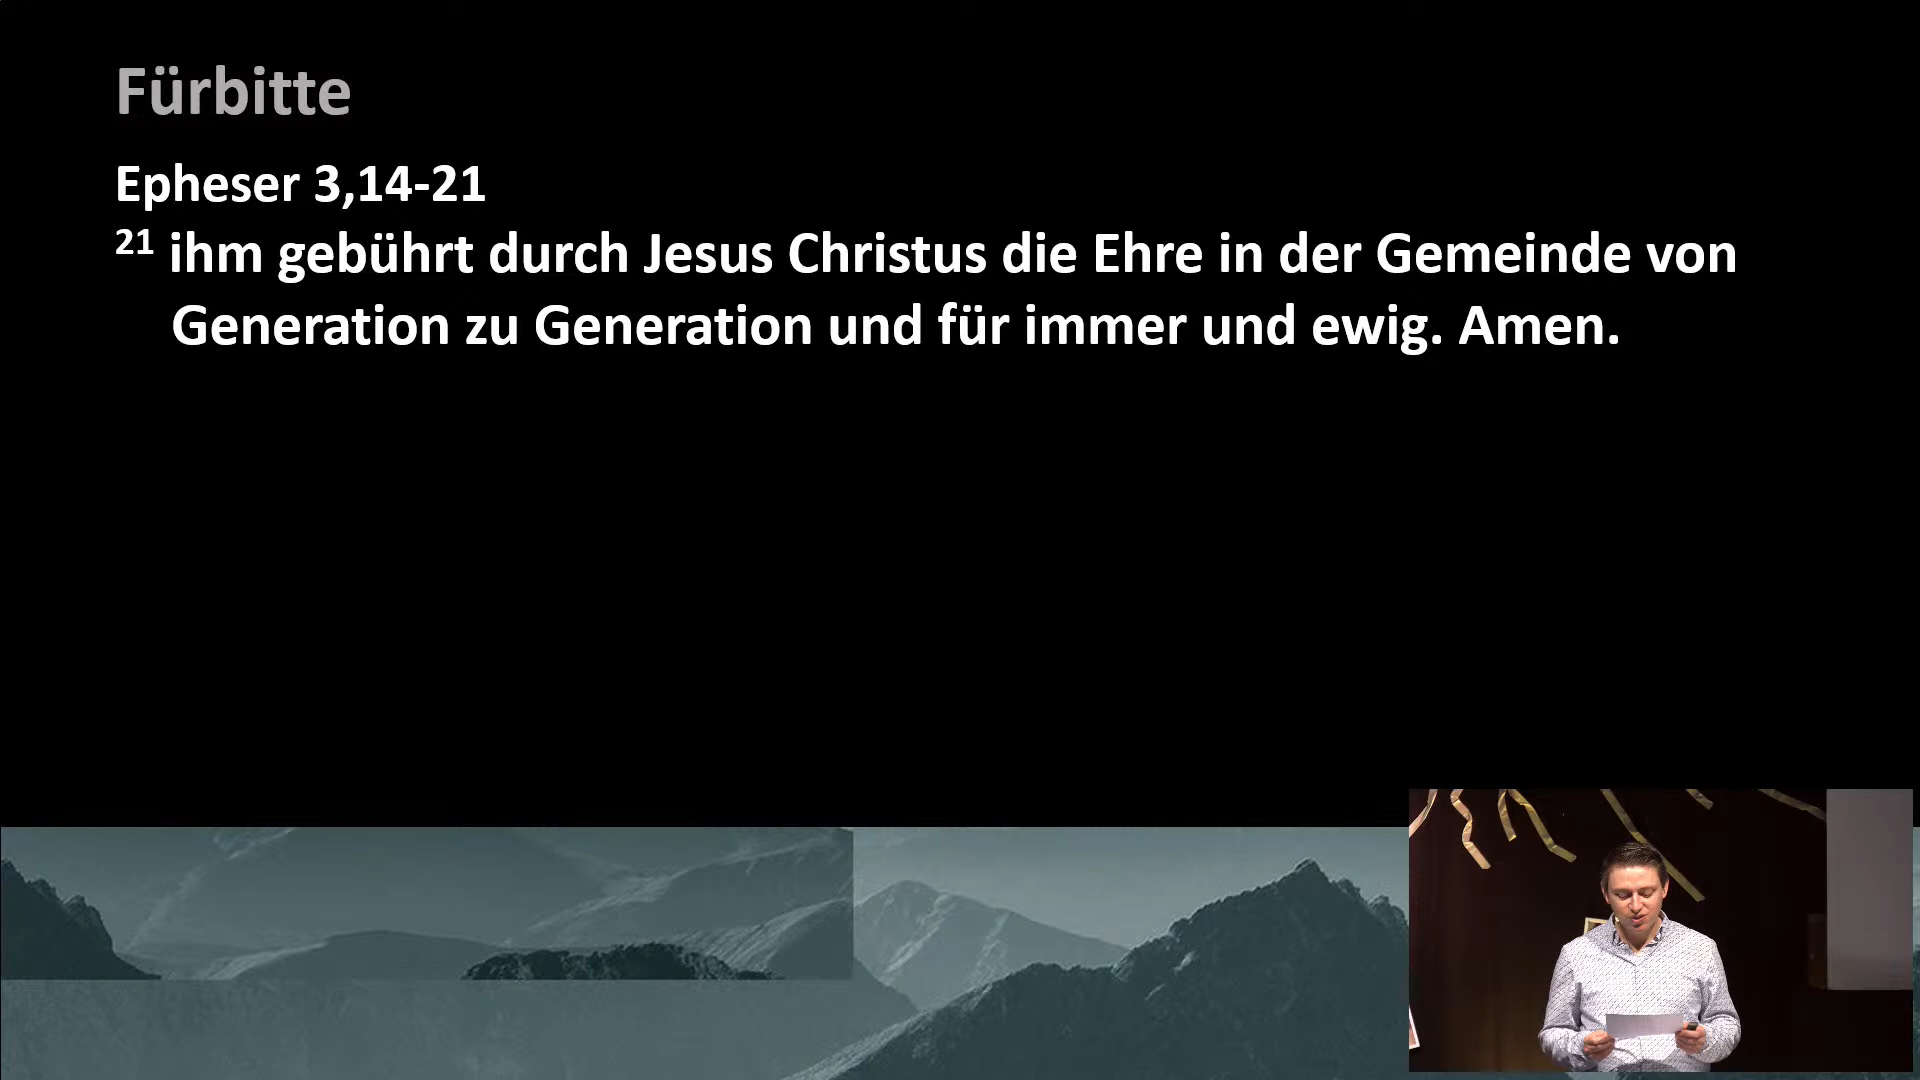 Fürbitte
Epheser 3,14-21
21 ihm gebührt durch Jesus Christus die Ehre in der Gemeinde von
Generation zu Generation und für immer und ewig. Amen.